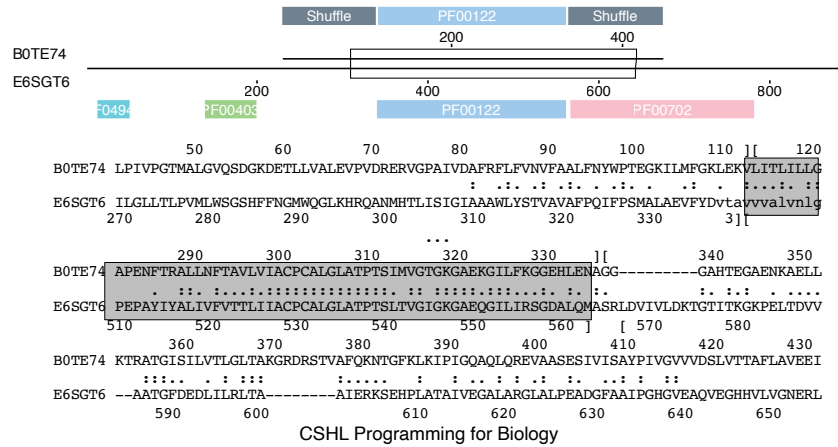 Shuffle PF00122 Shuffle
200 400
B0TE74
E6SGT6
200 400 600 800
F0494 PF00403 PF00122 PF00702
50 60 70 80 90 100 110 ][ 120
B0TE74 LPIVPGTMALGVQSDGKDETLLVALEVPVDRERVGPAIVDAFRFLFVNVFAALFNYWPTEGKILMFGKLEKVLITLILLG
E6SGT6 ILGLLTLPVMLWSGSHFFNGMWQGLKHRQANMHTLISIGIAAAWLYSTVAVAFPQIFPSMALAEVFYDvtavvvalvnlg
270 280 290 300 310 320 330 3][
...
290 300 310 320 330 ][ 340 350
B0TE74 APENFTRALLNFTAVLVIACPCALGLATPTSIMVGTGKGAEKGILFKGGEHLENAGG---------GAHTEGAENKAELL
E6SGT6 PEPAYIYALIVFVTTLIIACPCALGLATPTSLTVGIGKGAEQGILIRSGDALQMASRLDVIVLDKTGTITKGKPELTDVV
510 520 530 540 550 560 ] [ 570 580
360 370 380 390 400 410 420 430
B0TE74 KTRATGISILVTLGLTAKGRDRSTVAFQKNTGFKLKIPIGQAQLQREVAASESIVISAYPIVGVVVDSLVTTAFLAVEEI
E6SGT6 --AATGFDEDLILRLTA--------AIERKSEHPLATAIVEGALARGLALPEADGFAAIPGHGVEAQVEGHHVLVGNERL
590 600 610 620 630 640 650
CSHL Programming for Biology